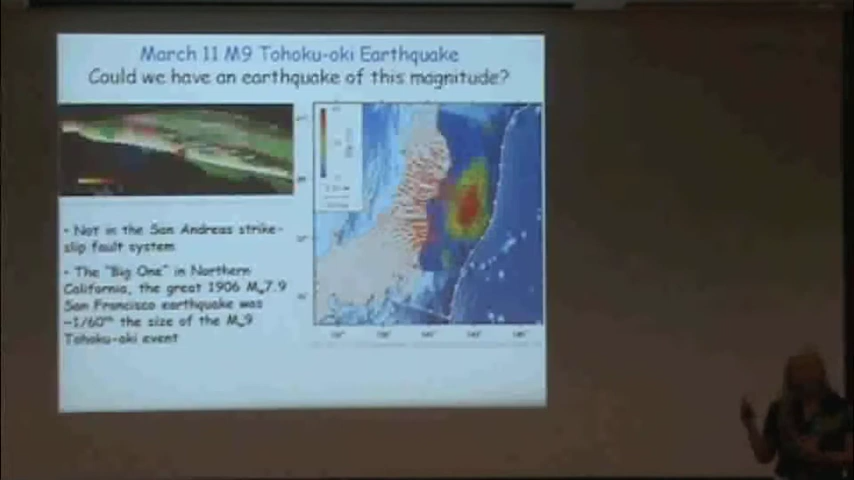 March 11 M9 Tohoku-oki Earthquake
Could we have an earthquake of this magnitude?
• Not in the San Andreas strike-
slip fault system
• The "Big One" in Northern
California, the great 1906 Mw7.9
San Francisco earthquake was
~1/60th the size of the Mw9
Tohoku-oki event